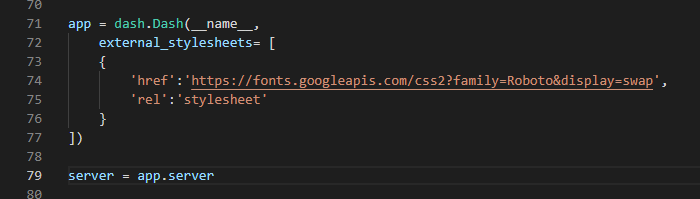 70
71 app = dash.Dash(__name__,
72 external_stylesheets= [
73 {
74 'href':'https://fonts.googleapis.com/css2?family=Roboto&display=swap',
75 'rel':'stylesheet'
76 }
77 ])
78
79 server = app.server
80